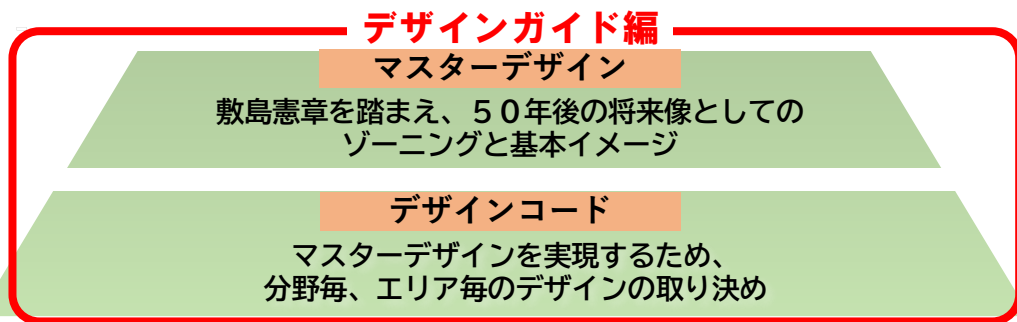 デザインガイド編
マスターデザイン
敷島憲章を踏まえ、５０年後の将来像としての
ゾーニングと基本イメージ
デザインコード
マスターデザインを実現するため、
分野毎、エリア毎のデザインの取り決め